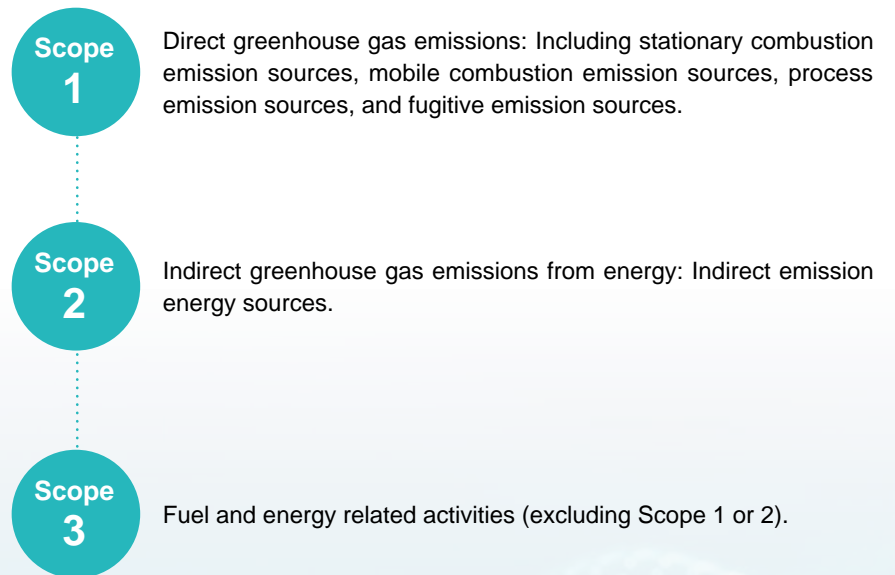 Scope
1
Direct greenhouse gas emissions: Including stationary combustion
emission sources, mobile combustion emission sources, process
emission sources, and fugitive emission sources.
Scope
2
Indirect greenhouse gas emissions from energy: Indirect emission
energy sources.
Scope
3
Fuel and energy related activities (excluding Scope 1 or 2).